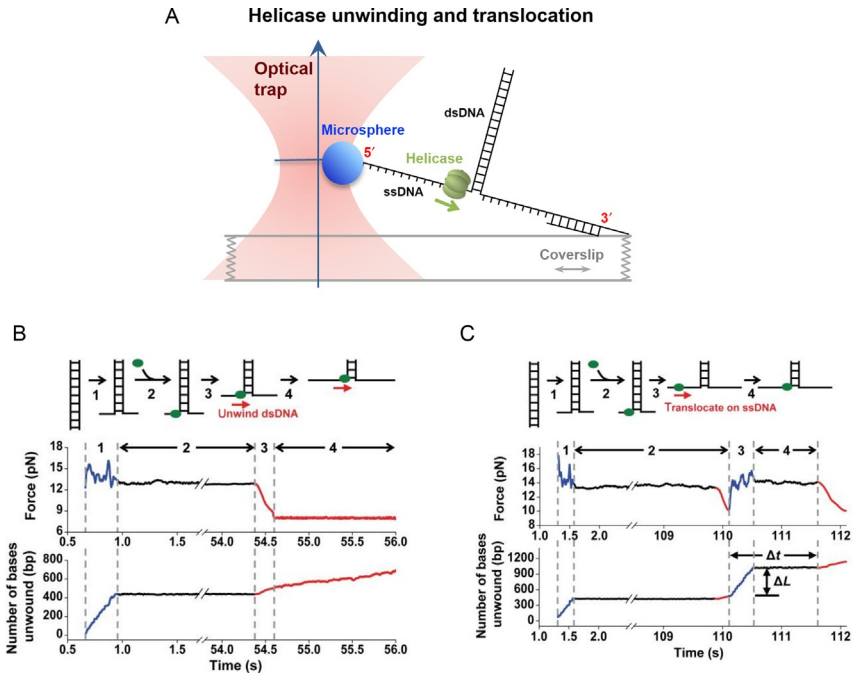 A
Helicase unwinding and translocation
Optical
trap
Microsphere
5′
Helicase
ssDNA
dsDNA
3′
Coverslip
B
1
2
3
4
Unwind dsDNA
1
2
3
4
Force (pN)
18
15
12
9
6
Number of bases
unwound (bp)
800
600
400
200
0
0.5
1.0
1.5
54.0
54.5
55.0
55.5
56.0
Time (s)
C
1
2
3
4
Translocate on ssDNA
1
2
3
4
Force (pN)
18
16
14
12
10
8
Number of bases
unwound (bp)
1200
900
600
300
0
Δt
ΔL
1.0
1.5
2.0
109
110
111
112
Time (s)